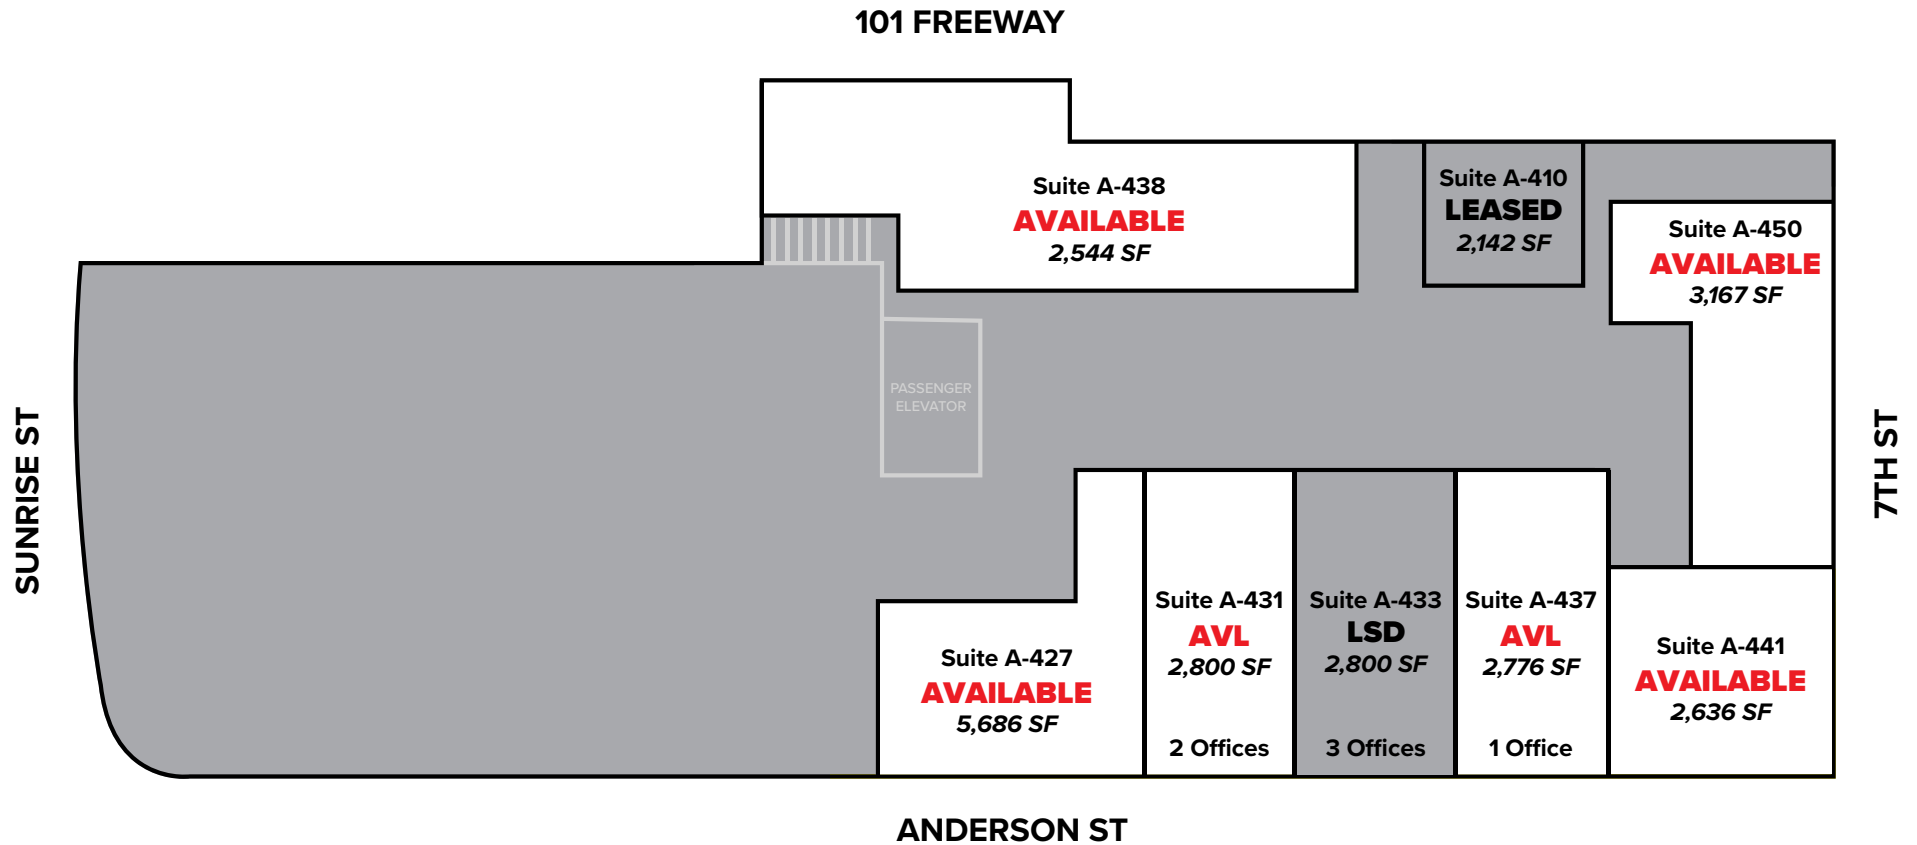 101 FREEWAY
Suite A-438
AVAILABLE
2,544 SF
Suite A-410
LEASED
2,142 SF
Suite A-450
AVAILABLE
3,167 SF
PASSENGER
ELEVATOR
SUNRISE ST
7TH ST
Suite A-427
AVAILABLE
5,686 SF
Suite A-431
AVL
2,800 SF
2 Offices
Suite A-433
LSD
2,800 SF
3 Offices
Suite A-437
AVL
2,776 SF
1 Office
Suite A-441
AVAILABLE
2,636 SF
ANDERSON ST